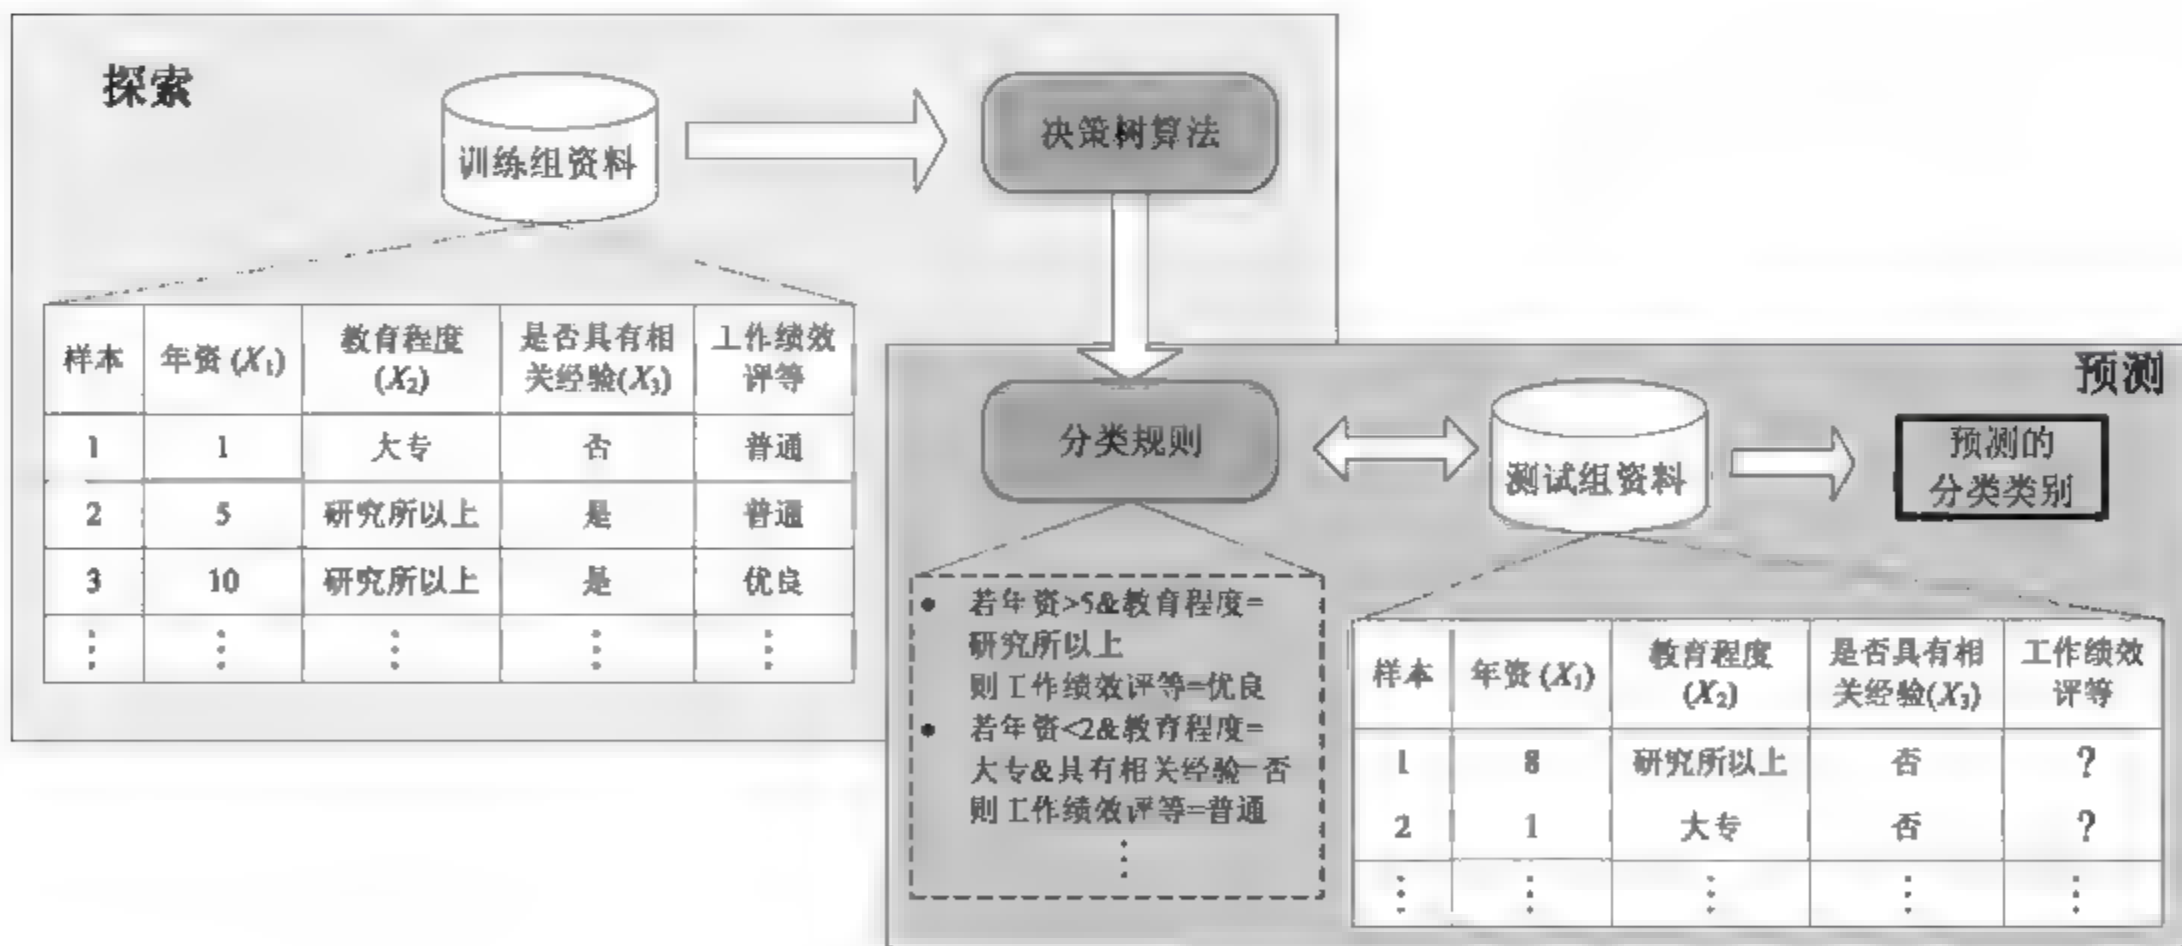 探索
训练组资料
决策树算法
样本 年资 (X₁) 教育程度 (X₂) 是否具有相关经验(X₃) 工作绩效评等
1 1 大专 否 普通
2 5 研究所以上 是 普通
3 10 研究所以上 是 优良
⋮ ⋮ ⋮ ⋮ ⋮
预测
分类规则
测试组资料
预测的
分类类别
• 若年资>5&教育程度=
研究所以上
则工作绩效评等=优良
• 若年资<2&教育程度=
大专&具有相关经验=否
则工作绩效评等=普通
⋮
样本 年资 (X₁) 教育程度 (X₂) 是否具有相关经验(X₃) 工作绩效评等
1 8 研究所以上 否 ?
2 1 大专 否 ?
⋮ ⋮ ⋮ ⋮ ⋮